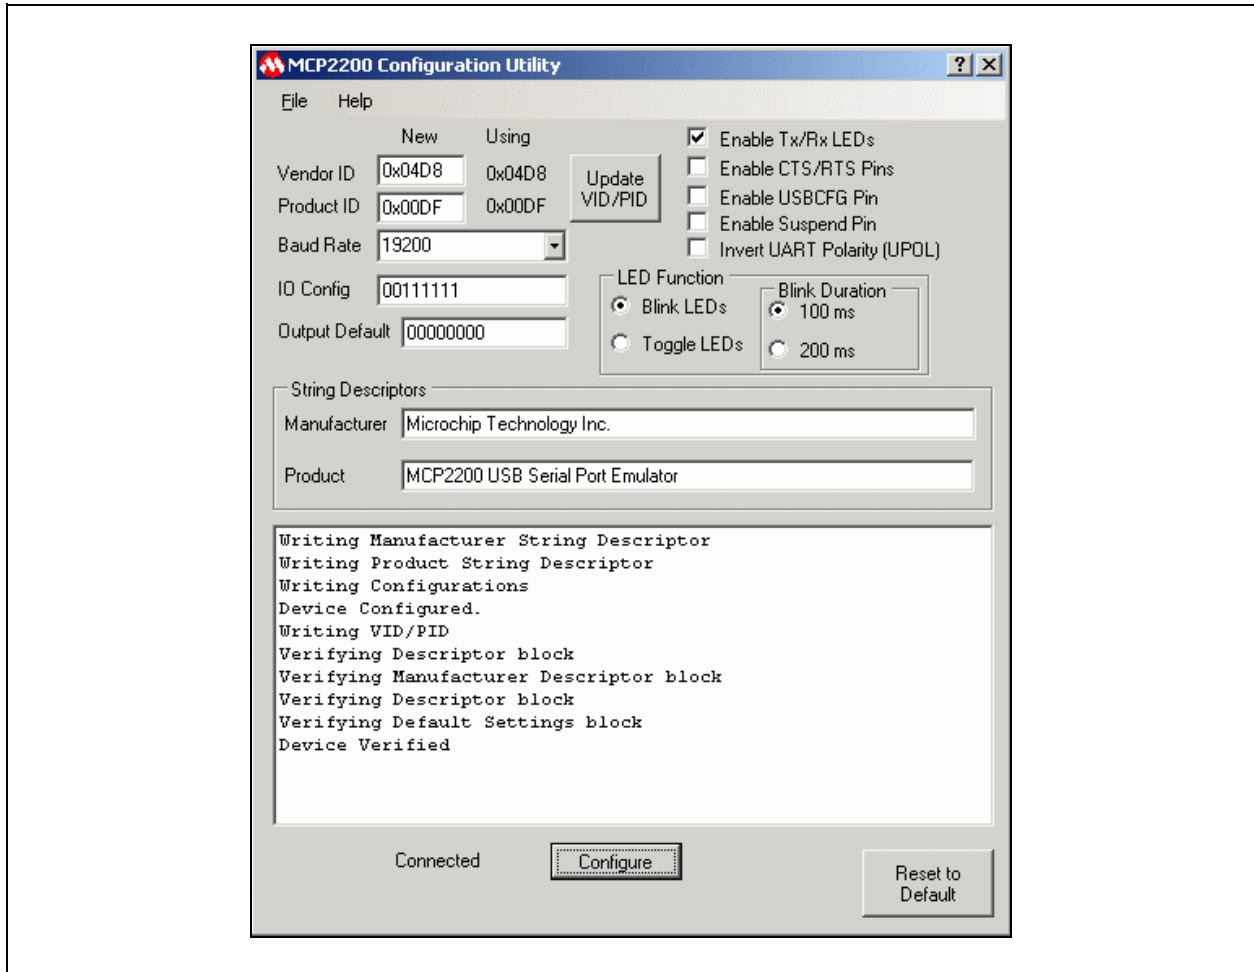 MCP2200 Configuration Utility
File Help
New Using
Vendor ID 0x04D8 0x04D8
Product ID 0x00DF 0x00DF
Update
VID/PID
Baud Rate 19200
IO Config 00111111
Output Default 00000000
Enable Tx/Rx LEDs
Enable CTS/RTS Pins
Enable USBCFG Pin
Enable Suspend Pin
Invert UART Polarity (UPOL)
LED Function
Blink LEDs
Toggle LEDs
Blink Duration
100 ms
200 ms
String Descriptors
Manufacturer Microchip Technology Inc.
Product MCP2200 USB Serial Port Emulator
Writing Manufacturer String Descriptor
Writing Product String Descriptor
Writing Configurations
Device Configured.
Writing VID/PID
Verifying Descriptor block
Verifying Manufacturer Descriptor block
Verifying Descriptor block
Verifying Default Settings block
Device Verified
Connected
Configure
Reset to
Default